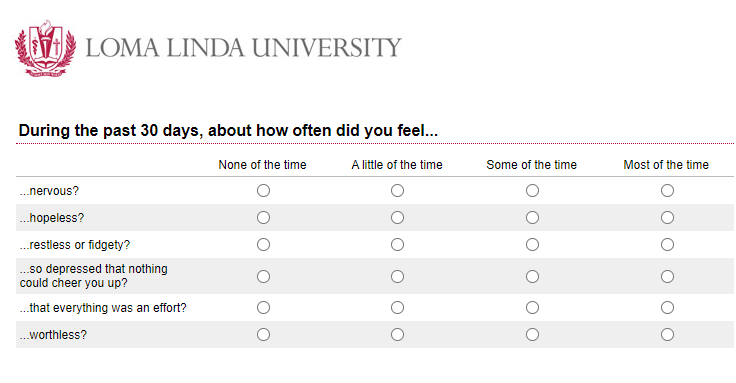 LOMA LINDA UNIVERSITY
During the past 30 days, about how often did you feel...
None of the time A little of the time Some of the time Most of the time
...nervous?
...hopeless?
...restless or fidgety?
...so depressed that nothing
could cheer you up?
...that everything was an effort?
...worthless?